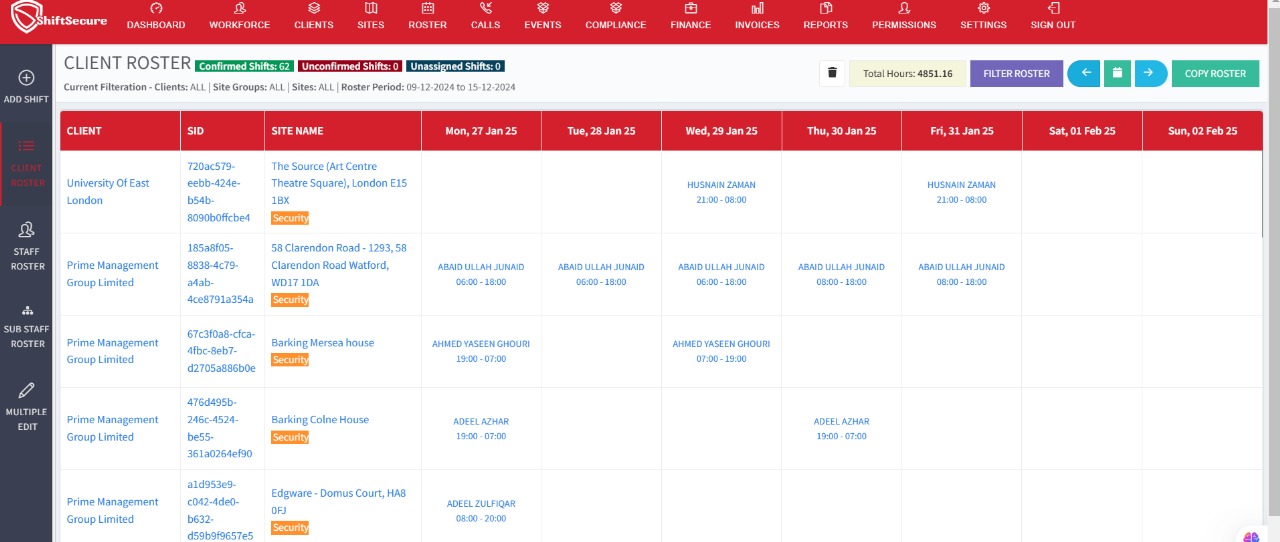 ShiftSecure
DASHBOARD WORKFORCE CLIENTS SITES ROSTER CALLS EVENTS COMPLIANCE FINANCE INVOICES REPORTS PERMISSIONS SETTINGS SIGN OUT
ADD SHIFT
CLIENT
ROSTER
STAFF
ROSTER
SUB STAFF
ROSTER
MULTIPLE
EDIT
CLIENT ROSTER Confirmed Shifts: 62 Unconfirmed Shifts: 0 Unassigned Shifts: 0
Current Filteration - Clients: ALL | Site Groups: ALL | Sites: ALL | Roster Period: 09-12-2024 to 15-12-2024
Total Hours: 4851.16 FILTER ROSTER COPY ROSTER
CLIENT SID SITE NAME Mon, 27 Jan 25 Tue, 28 Jan 25 Wed, 29 Jan 25 Thu, 30 Jan 25 Fri, 31 Jan 25 Sat, 01 Feb 25 Sun, 02 Feb 25
University Of East
London
720ac579-
eebb-424e-
b54b-
8090b0ffcbe4
The Source (Art Centre
Theatre Square), London E15
1BX
Security
HUSNAIN ZAMAN
21:00 - 08:00
HUSNAIN ZAMAN
21:00 - 08:00
Prime Management
Group Limited
185a8f05-
8838-4c79-
a4ab-
4ce8791a354a
58 Clarendon Road - 1293, 58
Clarendon Road Watford,
WD17 1DA
Security
ABAID ULLAH JUNAID
06:00 - 18:00
ABAID ULLAH JUNAID
06:00 - 18:00
ABAID ULLAH JUNAID
06:00 - 18:00
ABAID ULLAH JUNAID
08:00 - 18:00
ABAID ULLAH JUNAID
08:00 - 18:00
Prime Management
Group Limited
67c3f0a8-cfca-
4fbc-8eb7-
d2705a886b0e
Barking Mersea house
Security
AHMED YASEEN GHOURI
19:00 - 07:00
AHMED YASEEN GHOURI
07:00 - 19:00
Prime Management
Group Limited
476d495b-
246c-4524-
be55-
361a0264ef90
Barking Colne House
Security
ADEEL AZHAR
19:00 - 07:00
ADEEL AZHAR
19:00 - 07:00
Prime Management
Group Limited
a1d953e9-
c042-4de0-
b632-
d59b9f9657e5
Edgware - Domus Court, HA8
0FJ
Security
ADEEL ZULFIQAR
08:00 - 20:00